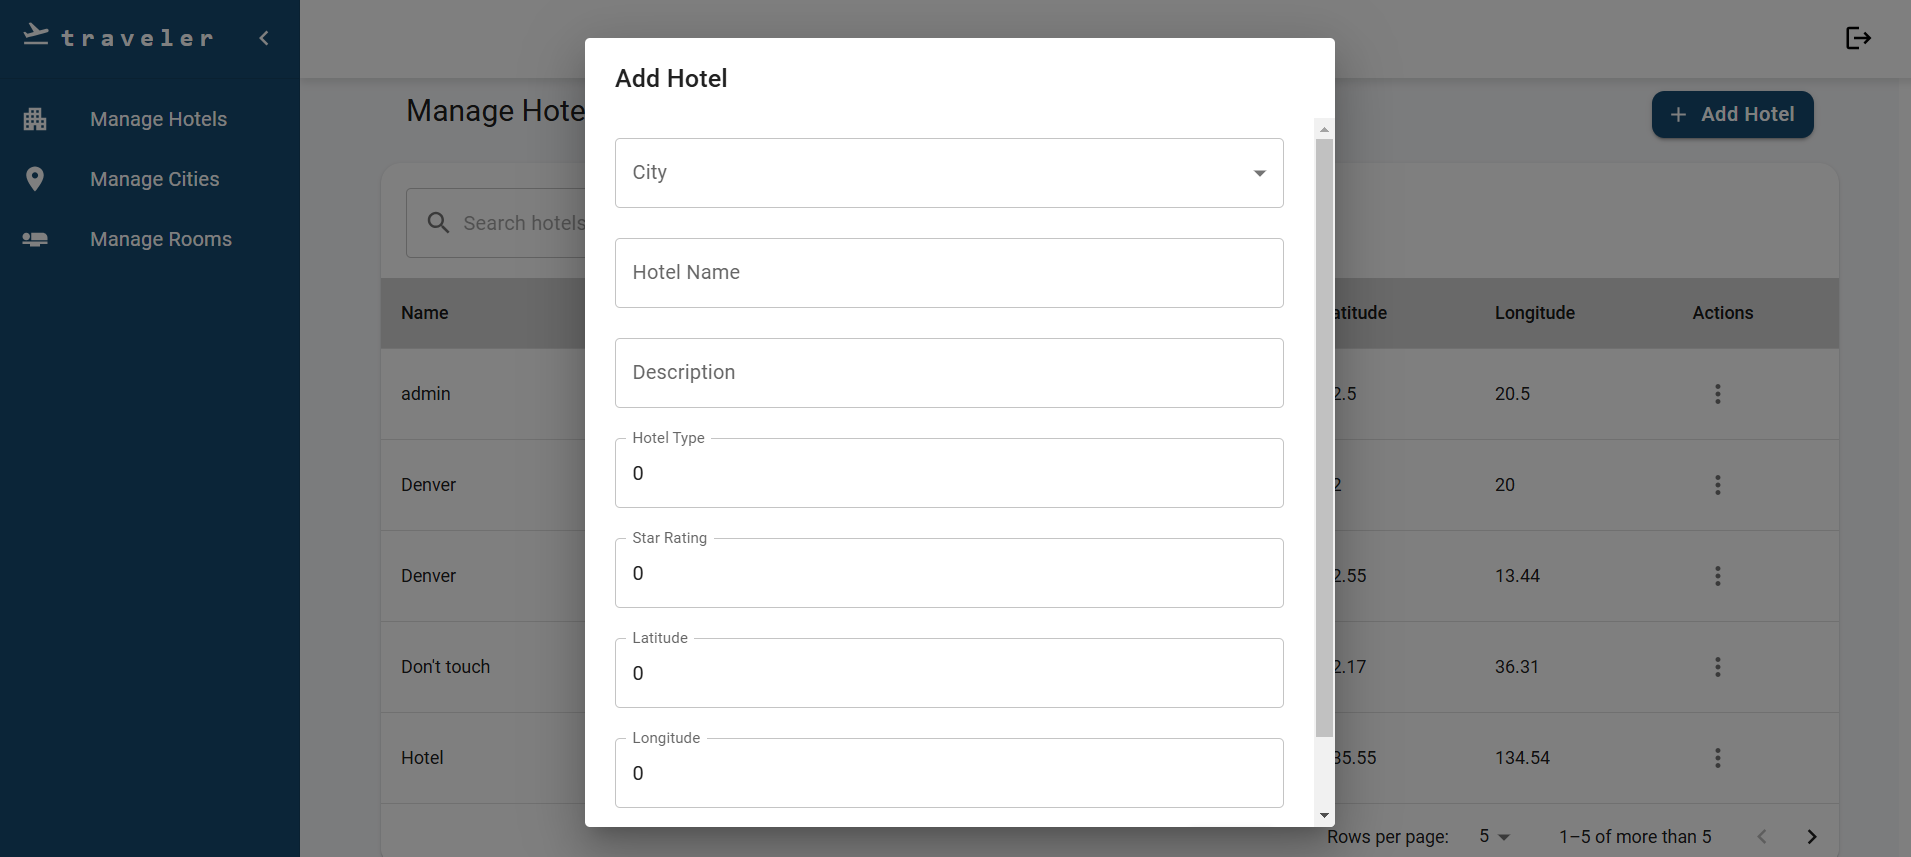 traveler
Manage Hotels
Manage Cities
Manage Rooms
Manage Hote
Add Hotel
Search hotels
Name
atitude
Longitude
Actions
admin
2.5
20.5
Denver
2
20
Denver
2.55
13.44
Don't touch
2.17
36.31
Hotel
35.55
134.54
Rows per page:
5
1–5 of more than 5
Add Hotel
City
Hotel Name
Description
Hotel Type
0
Star Rating
0
Latitude
0
Longitude
0